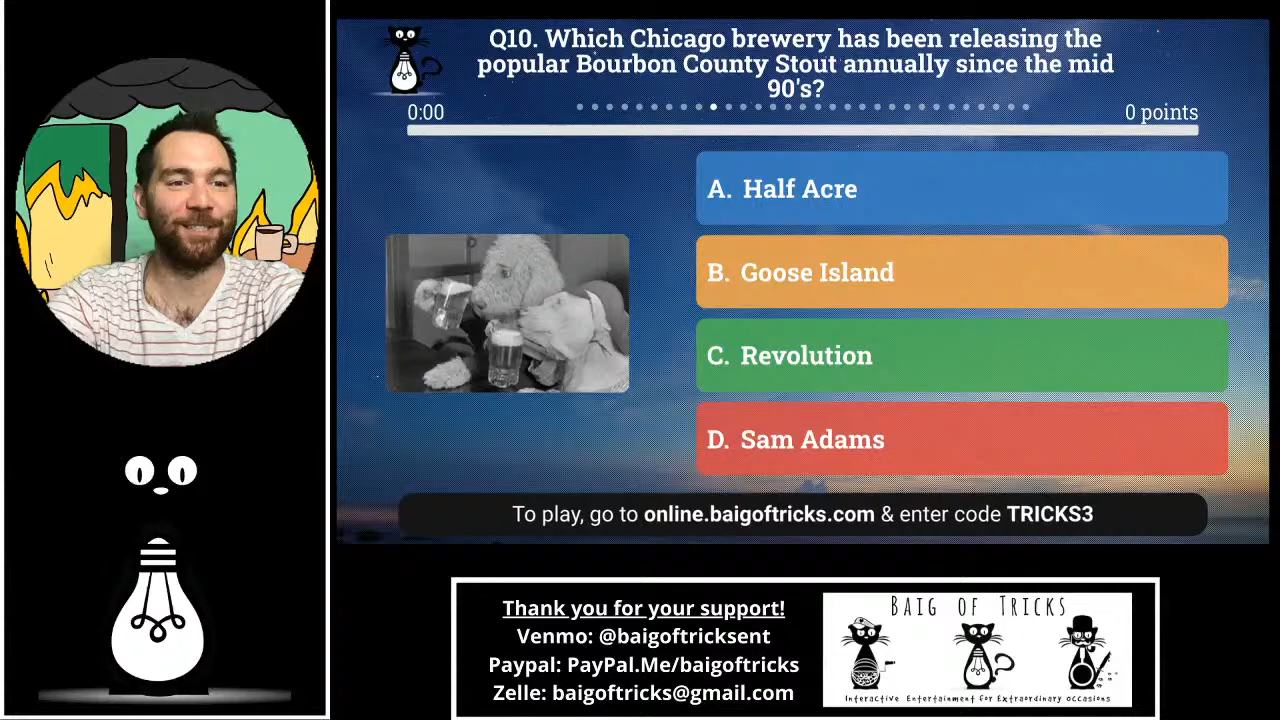 Q10. Which Chicago brewery has been releasing the
popular Bourbon County Stout annually since the mid
90's?
0:00
0 points
A. Half Acre
B. Goose Island
C. Revolution
D. Sam Adams
To play, go to online.baigoftricks.com & enter code TRICKS3
Thank you for your support!
Venmo: @baigoftricksent
Paypal: PayPal.Me/baigoftricks
Zelle: baigoftricks@gmail.com
BAIG OF TRICKS
Interactive Entertainment for Extraordinary occasions